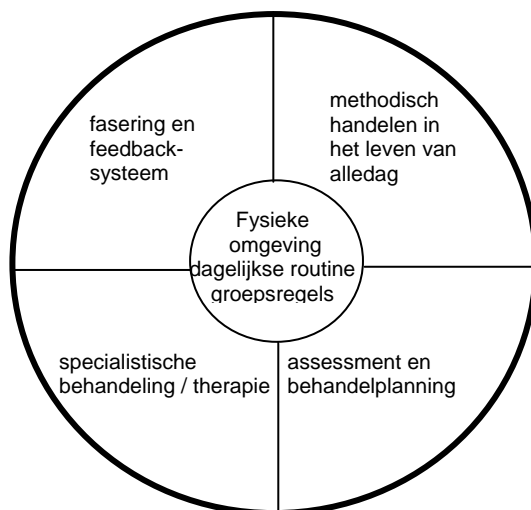 fasering en
feedback-
systeem
methodisch
handelen in
het leven van
alledag
Fysieke
omgeving
dagelijkse routine
groepsregels
specialistische
behandeling / therapie
assessment en
behandelplanning